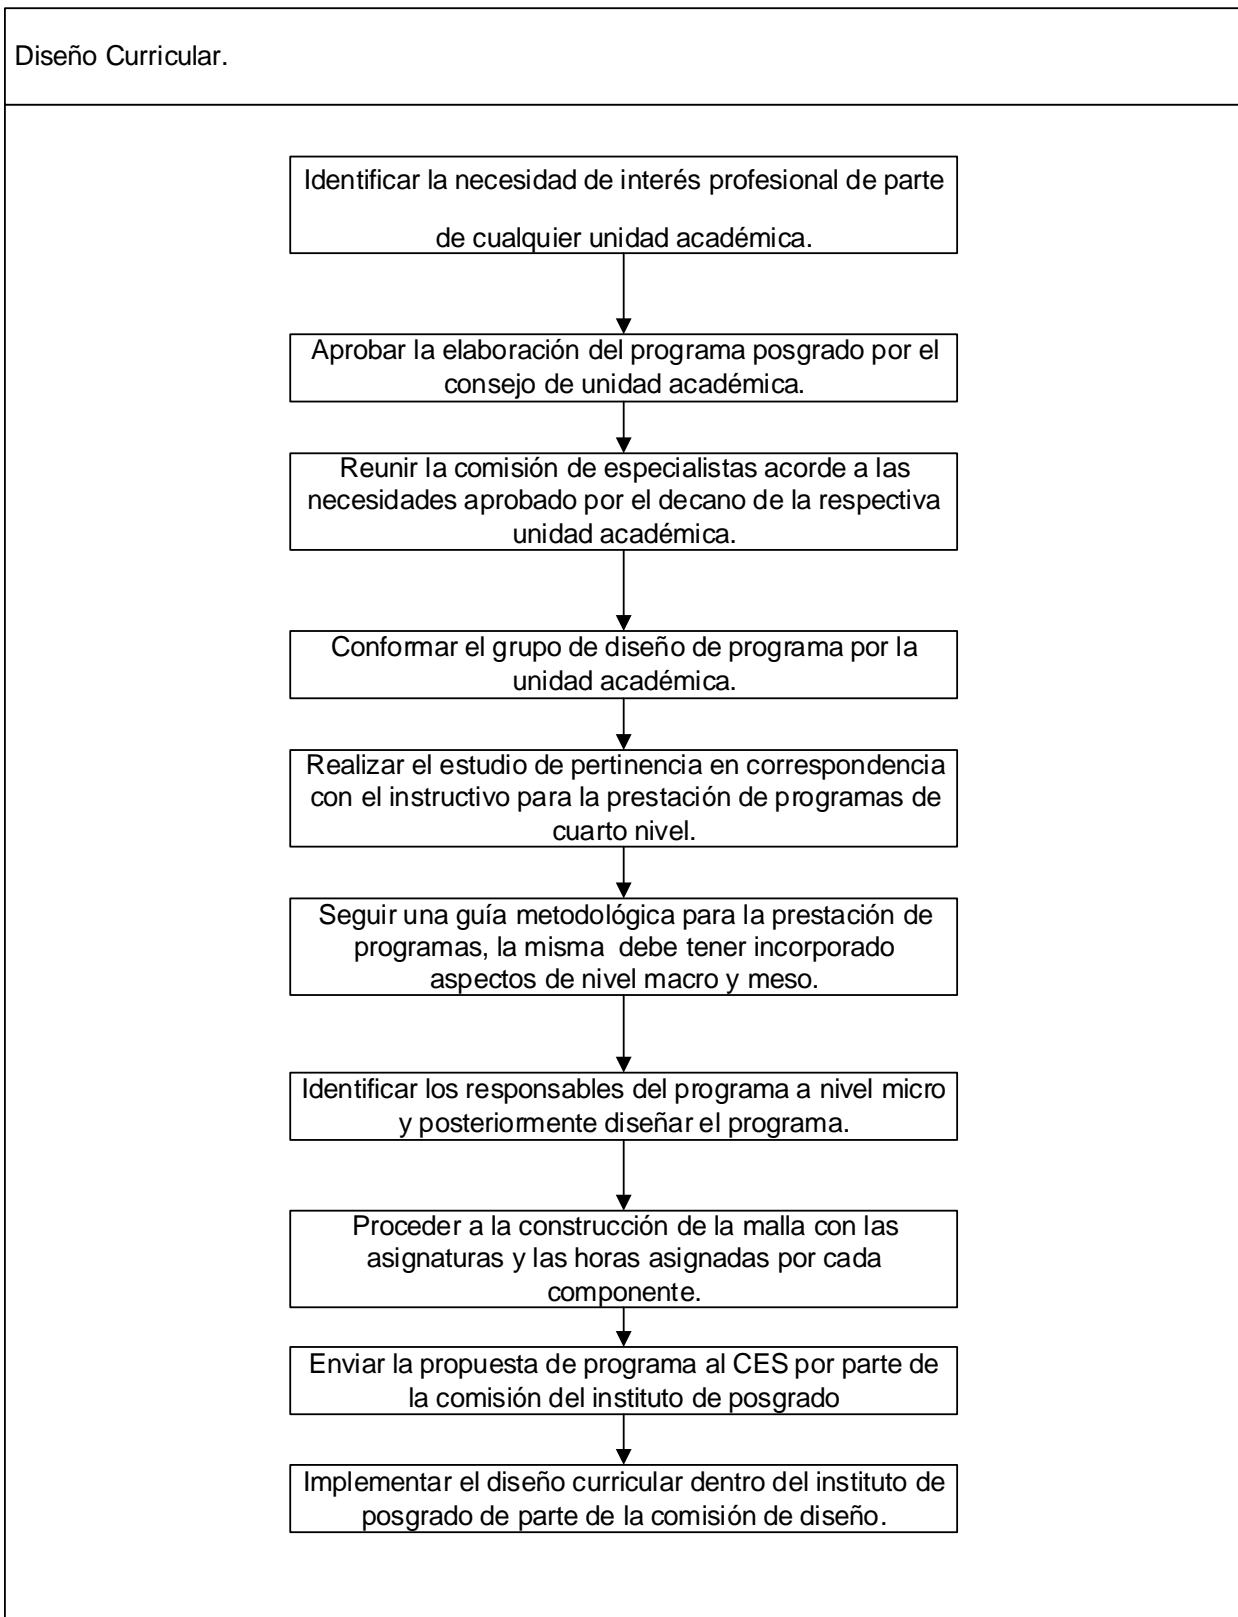 Diseño Curricular.
Identificar la necesidad de interés profesional de parte
de cualquier unidad académica.
Aprobar la elaboración del programa posgrado por el
consejo de unidad académica.
Reunir la comisión de especialistas acorde a las
necesidades aprobado por el decano de la respectiva
unidad académica.
Conformar el grupo de diseño de programa por la
unidad académica.
Realizar el estudio de pertinencia en correspondencia
con el instructivo para la prestación de programas de
cuarto nivel.
Seguir una guía metodológica para la prestación de
programas, la misma  debe tener incorporado
aspectos de nivel macro y meso.
Identificar los responsables del programa a nivel micro
y posteriormente diseñar el programa.
Proceder a la construcción de la malla con las
asignaturas y las horas asignadas por cada
componente.
Enviar la propuesta de programa al CES por parte de
la comisión del instituto de posgrado
Implementar el diseño curricular dentro del instituto de
posgrado de parte de la comisión de diseño.